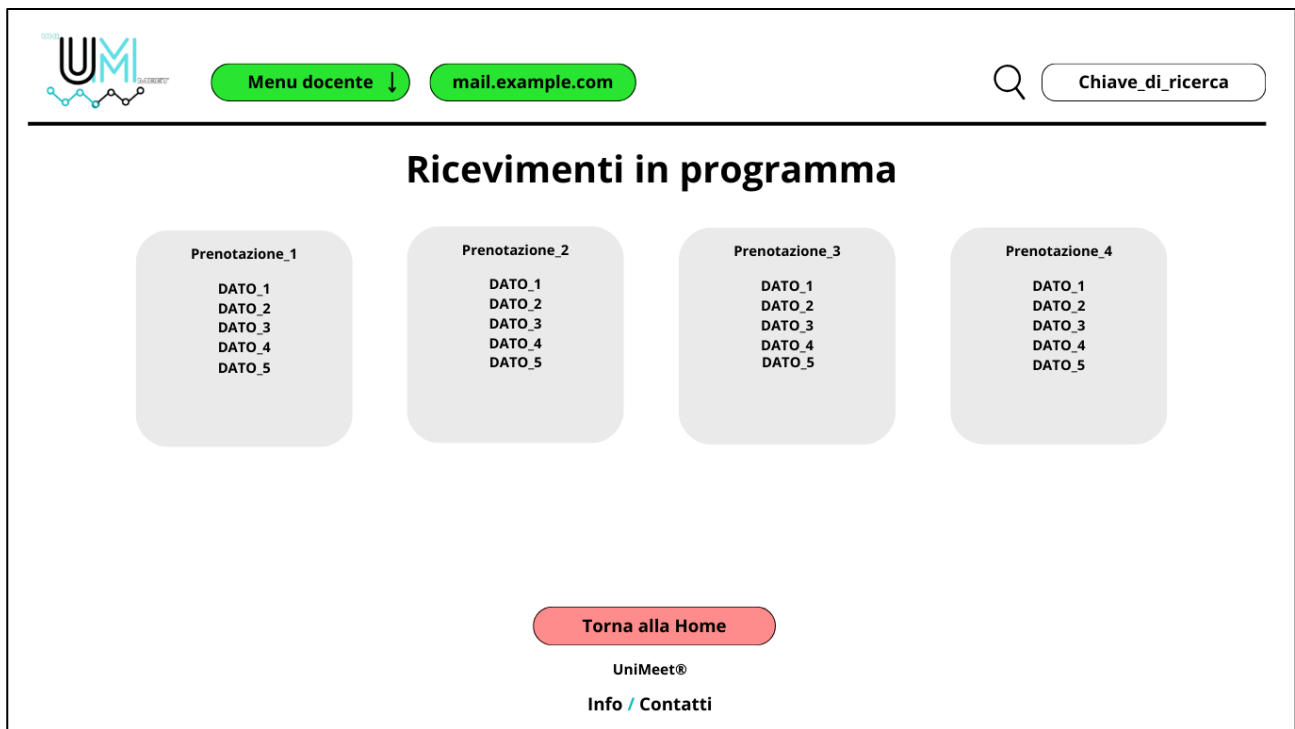 UNI
UM
MEET
Menu docente ↓
mail.example.com
Chiave_di_ricerca
Ricevimenti in programma
Prenotazione_1
DATO_1
DATO_2
DATO_3
DATO_4
DATO_5
Prenotazione_2
DATO_1
DATO_2
DATO_3
DATO_4
DATO_5
Prenotazione_3
DATO_1
DATO_2
DATO_3
DATO_4
DATO_5
Prenotazione_4
DATO_1
DATO_2
DATO_3
DATO_4
DATO_5
Torna alla Home
UniMeet®
Info / Contatti